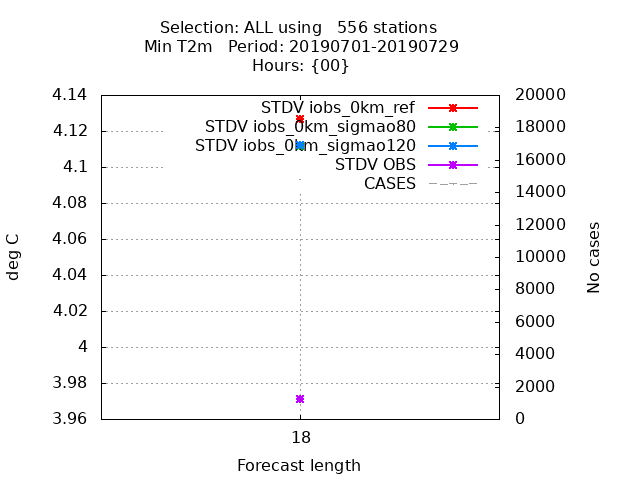 Selection: ALL using   556 stations
Min T2m   Period: 20190701-20190729
Hours: {00}
4.14
4.12
4.1
4.08
4.06
4.04
4.02
4
3.98
3.96
deg C
STDV iobs_0km_ref
STDV iobs_0km_sigmao80
STDV iobs_0km_sigmao120
STDV OBS
CASES
20000
18000
16000
14000
12000
10000
8000
6000
4000
2000
0
No cases
18
Forecast length